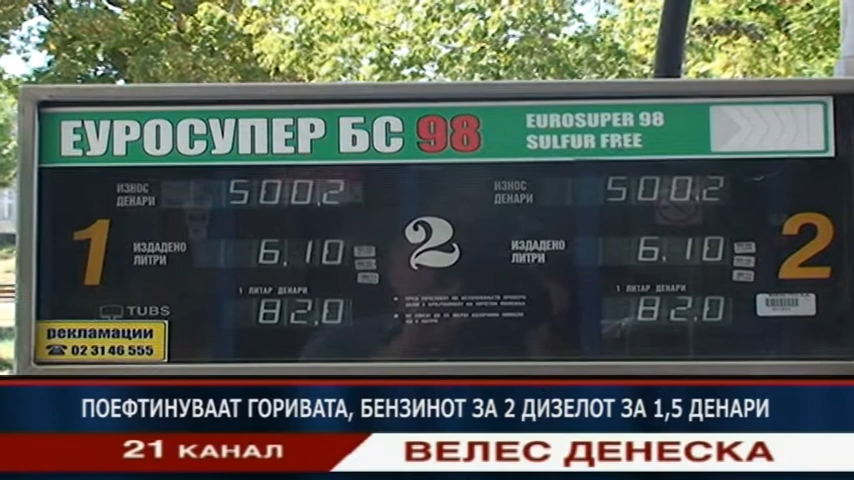 ЕУРОСУПЕР БС 98
EUROSUPER 98
SULFUR FREE
ИЗНОС
ДЕНАРИ
500.2
ИЗНОС
ДЕНАРИ
500.2
1
ИЗДАДЕНО
ЛИТРИ
6.10
2
ИЗДАДЕНО
ЛИТРИ
6.10
2
1 ЛИТАР ДЕНАРИ
82.0
1 ЛИТАР ДЕНАРИ
82.0
TUBS
рекламации
☎ 02 3146 555
ПОЕФТИНУВААТ ГОРИВАТА, БЕНЗИНОТ ЗА 2 ДИЗЕЛОТ ЗА 1,5 ДЕНАРИ
21 КАНАЛ
ВЕЛЕС ДЕНЕСКА